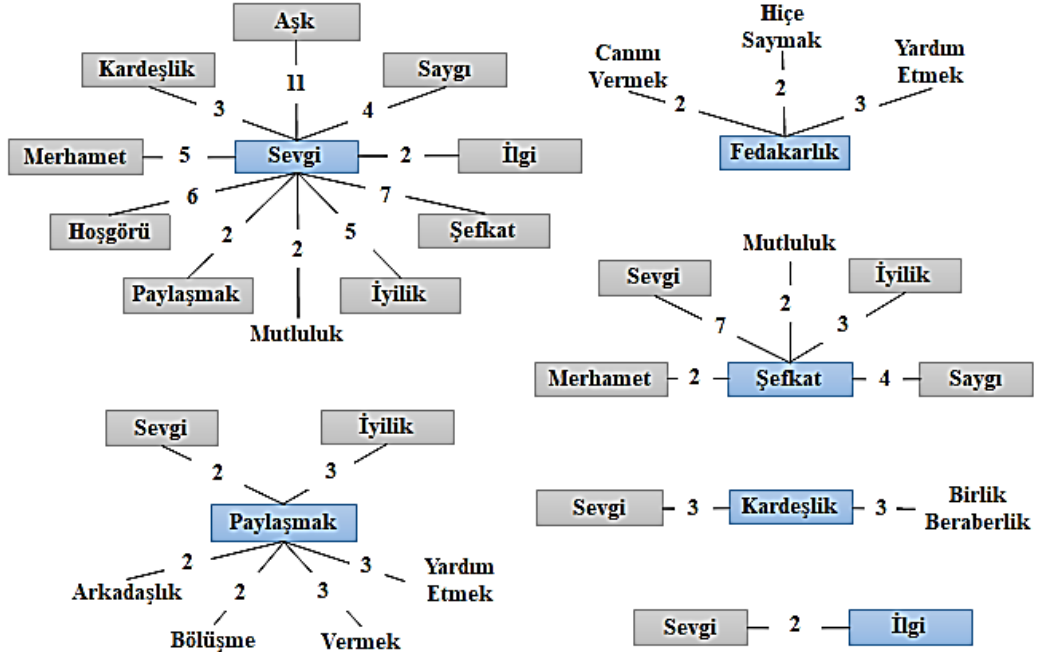 Aşk
Kardeşlik
11
Saygı
3
4
Merhamet
5
Sevgi
2
İlgi
6
7
Hoşgörü
2
2
5
Şefkat
Paylaşmak
İyilik
Mutluluk
Hiçe
Saymak
Canını
Vermek
Yardım
Etmek
2
2
3
Fedakarlık
Mutluluk
Sevgi
İyilik
7
2
3
Merhamet
2
Şefkat
4
Saygı
Sevgi
İyilik
2
3
Paylaşmak
2
2
3
3
Arkadaşlık
Bölüşme
Vermek
Yardım
Etmek
Sevgi
3
Kardeşlik
3
Birlik
Beraberlik
Sevgi
2
İlgi